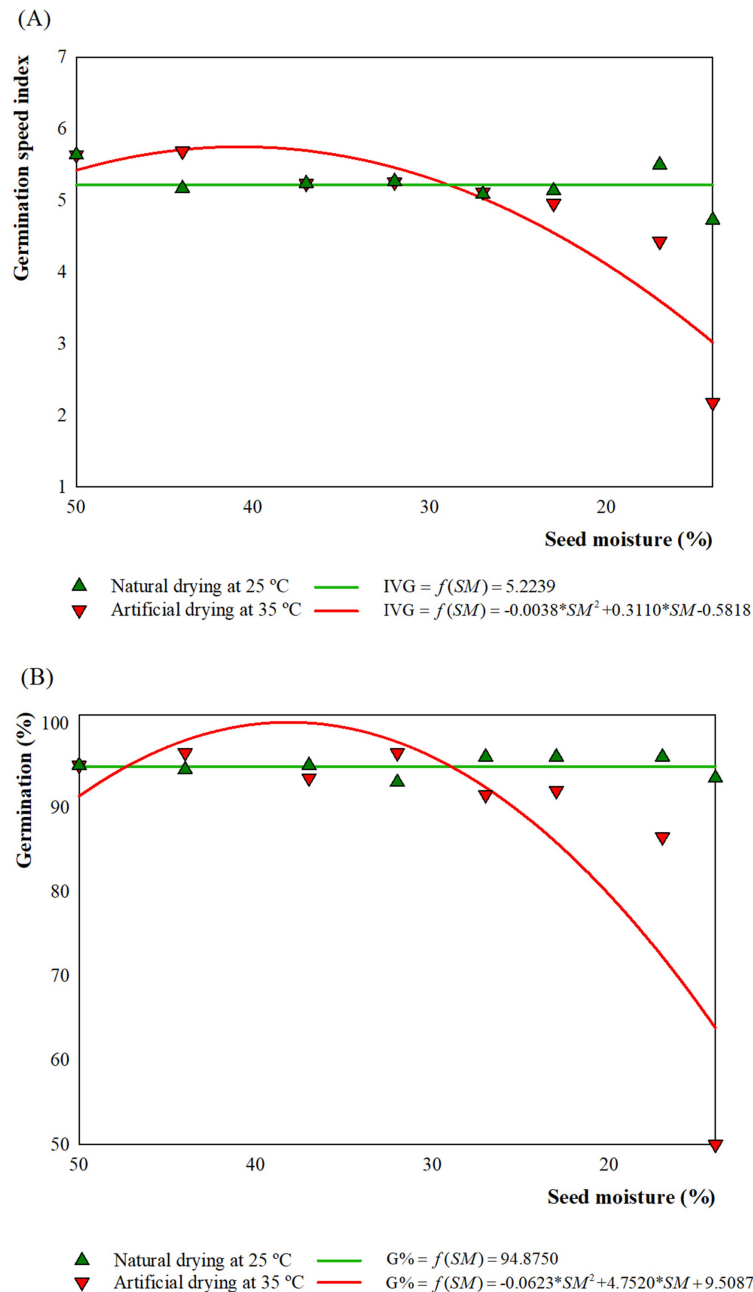 (A)
Germination speed index
7
6
5
4
3
2
1
50
40
30
20
Seed moisture (%)
Natural drying at 25 ºC
IVG = f(SM) = 5.2239
Artificial drying at 35 ºC
IVG = f(SM) = -0.0038*SM²+0.3110*SM-0.5818
(B)
Germination (%)
100
90
80
70
60
50
50
40
30
20
Seed moisture (%)
Natural drying at 25 ºC
G% = f(SM) = 94.8750
Artificial drying at 35 ºC
G% = f(SM) = -0.0623*SM²+4.7520*SM+9.5087